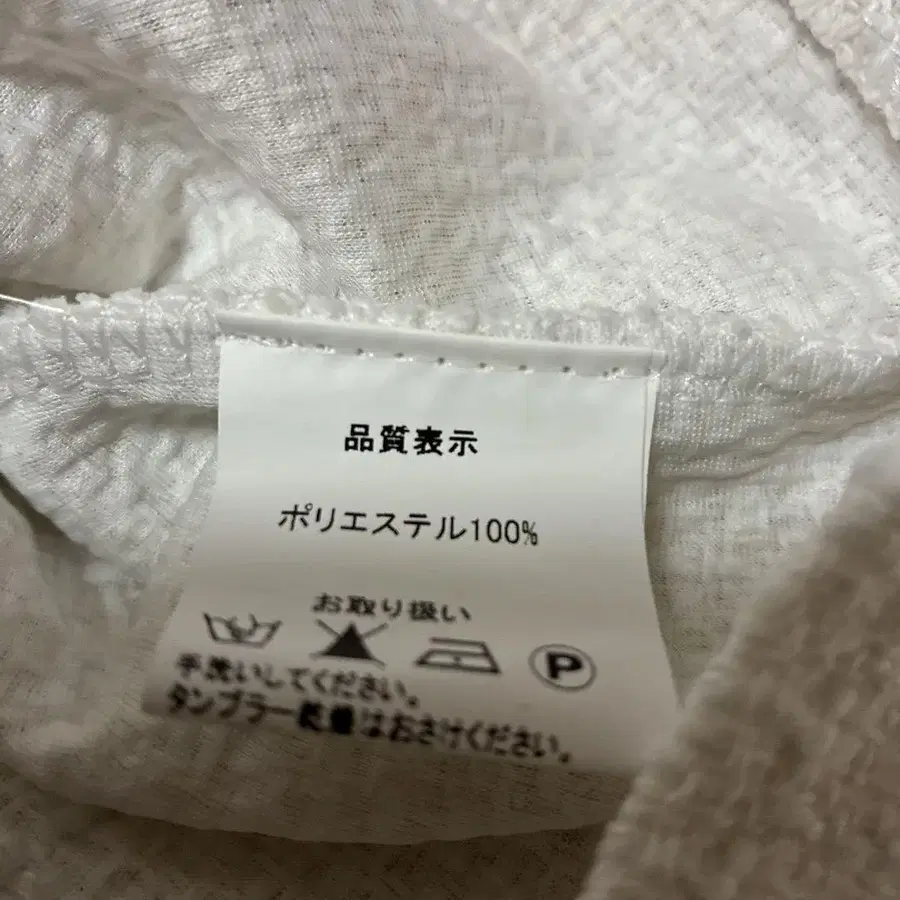 品質表示
ポリエステル100%
お取り扱い
P
手洗いしてください。
タンブラー乾燥はおさけください。